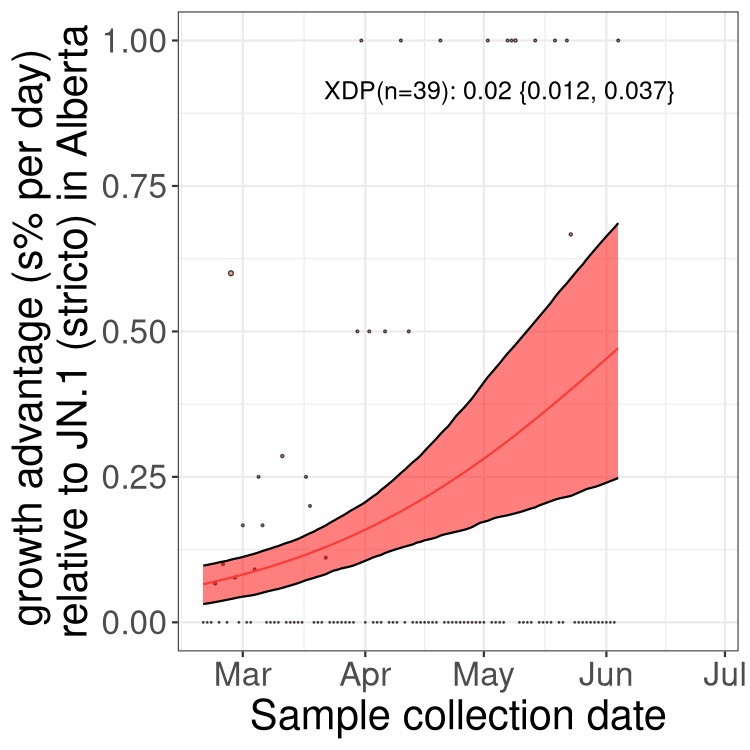 growth advantage (s% per day)
relative to JN.1 (stricto) in Alberta
1.00
0.75
0.50
0.25
0.00
XDP(n=39): 0.02 {0.012, 0.037}
Mar Apr May Jun Jul
Sample collection date